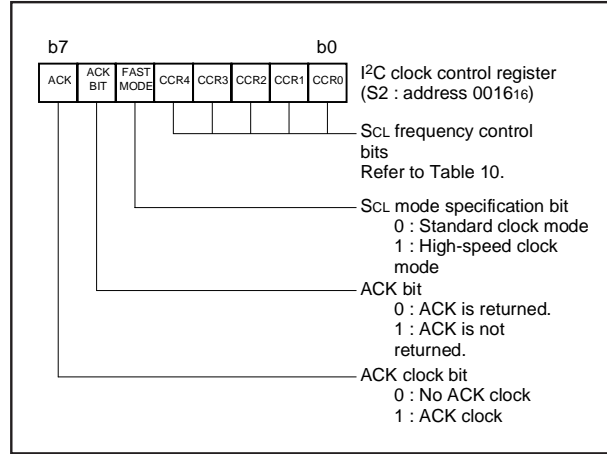 b7 b0
ACK ACK BIT FAST MODE CCR4 CCR3 CCR2 CCR1 CCR0
I²C clock control register
(S2 : address 0016₁₆)
SCL frequency control
bits
Refer to Table 10.
SCL mode specification bit
0 : Standard clock mode
1 : High-speed clock
mode
ACK bit
0 : ACK is returned.
1 : ACK is not
returned.
ACK clock bit
0 : No ACK clock
1 : ACK clock